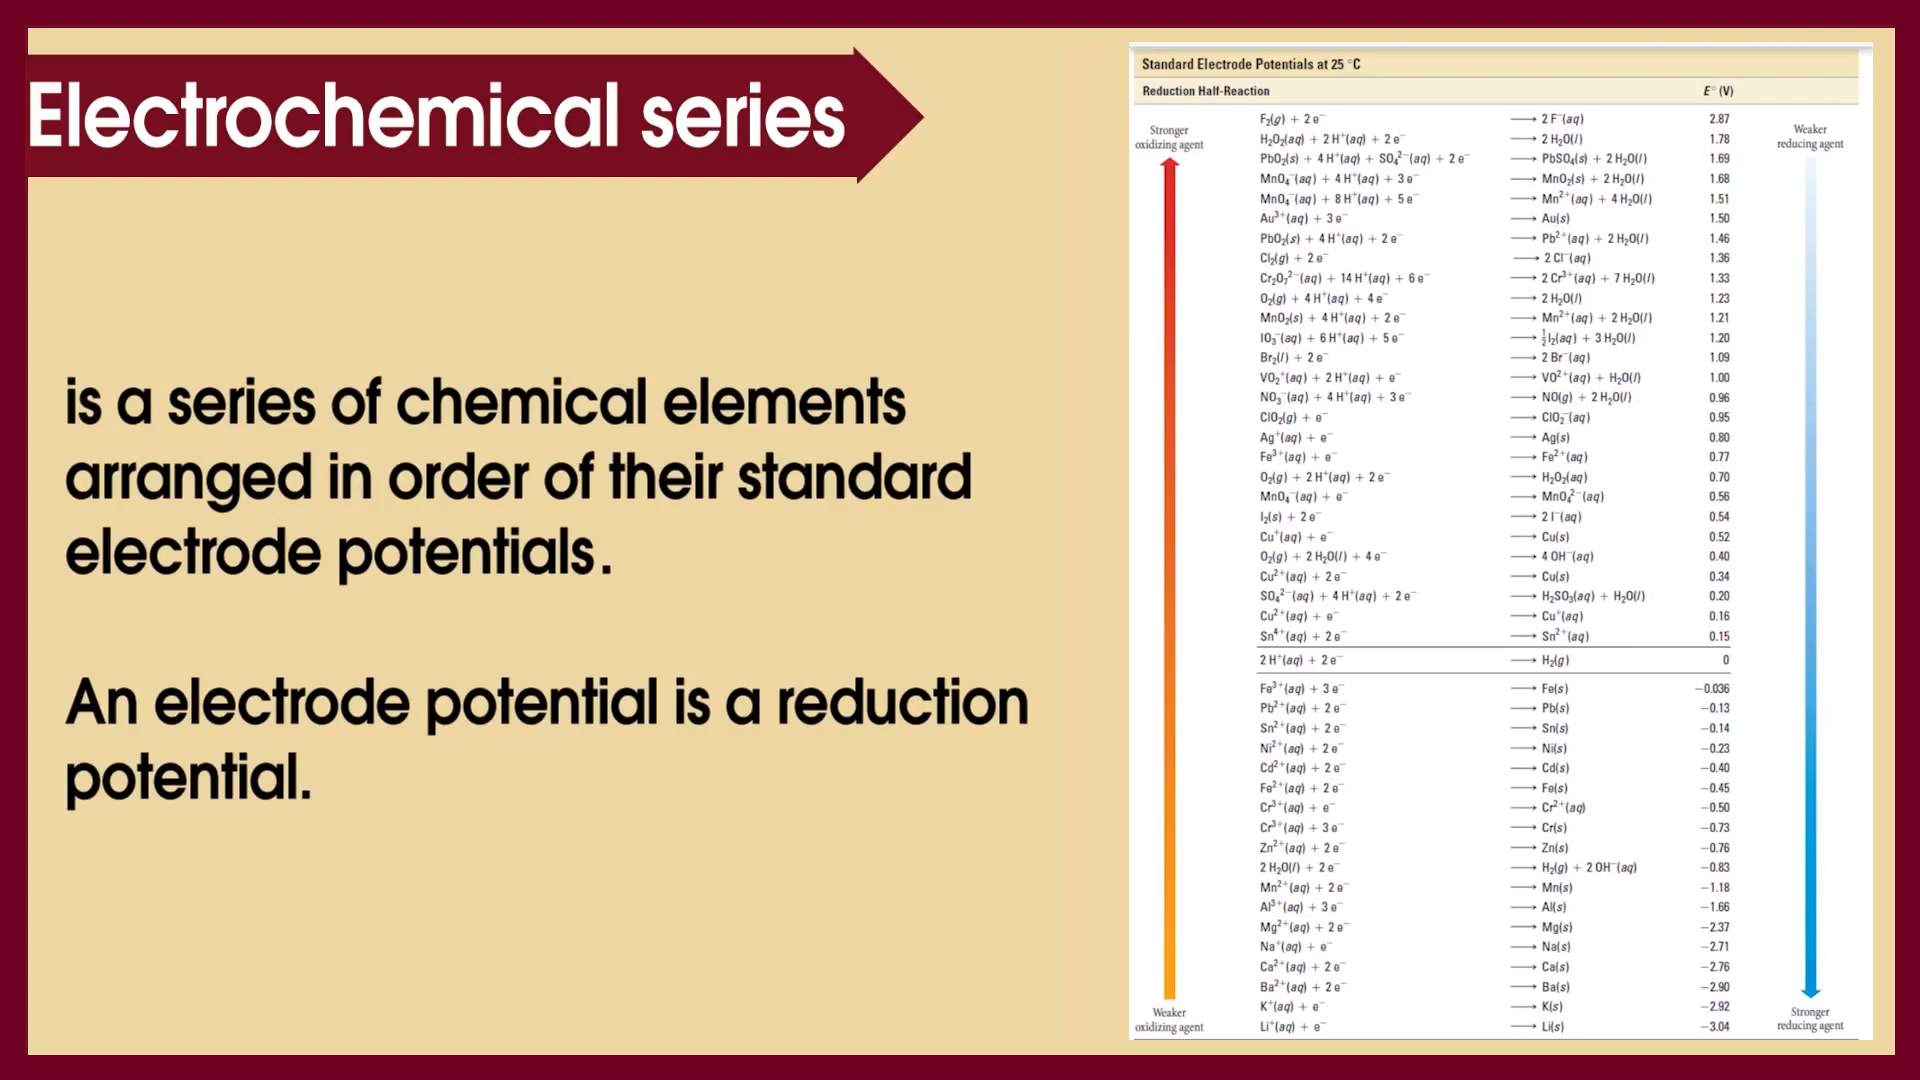 Electrochemical series
is a series of chemical elements
arranged in order of their standard
electrode potentials.
An electrode potential is a reduction
potential.
Standard Electrode Potentials at 25 °C
Reduction Half-Reaction E° (V)
Stronger
oxidizing agent
Weaker
reducing agent
F₂(g) + 2 e⁻ ⟶ 2 F⁻(aq) 2.87
H₂O₂(aq) + 2 H⁺(aq) + 2 e⁻ ⟶ 2 H₂O(l) 1.78
PbO₂(s) + 4 H⁺(aq) + SO₄²⁻(aq) + 2 e⁻ ⟶ PbSO₄(s) + 2 H₂O(l) 1.69
MnO₄⁻(aq) + 4 H⁺(aq) + 3 e⁻ ⟶ MnO₂(s) + 2 H₂O(l) 1.68
MnO₄⁻(aq) + 8 H⁺(aq) + 5 e⁻ ⟶ Mn²⁺(aq) + 4 H₂O(l) 1.51
Au³⁺(aq) + 3 e⁻ ⟶ Au(s) 1.50
PbO₂(s) + 4 H⁺(aq) + 2 e⁻ ⟶ Pb²⁺(aq) + 2 H₂O(l) 1.46
Cl₂(g) + 2 e⁻ ⟶ 2 Cl⁻(aq) 1.36
Cr₂O₇²⁻(aq) + 14 H⁺(aq) + 6 e⁻ ⟶ 2 Cr³⁺(aq) + 7 H₂O(l) 1.33
O₂(g) + 4 H⁺(aq) + 4 e⁻ ⟶ 2 H₂O(l) 1.23
MnO₂(s) + 4 H⁺(aq) + 2 e⁻ ⟶ Mn²⁺(aq) + 2 H₂O(l) 1.21
IO₃⁻(aq) + 6 H⁺(aq) + 5 e⁻ ⟶ ½I₂(aq) + 3 H₂O(l) 1.20
Br₂(l) + 2 e⁻ ⟶ 2 Br⁻(aq) 1.09
VO₂⁺(aq) + 2 H⁺(aq) + e⁻ ⟶ VO²⁺(aq) + H₂O(l) 1.00
NO₃⁻(aq) + 4 H⁺(aq) + 3 e⁻ ⟶ NO(g) + 2 H₂O(l) 0.96
ClO₂(g) + e⁻ ⟶ ClO₂⁻(aq) 0.95
Ag⁺(aq) + e⁻ ⟶ Ag(s) 0.80
Fe³⁺(aq) + e⁻ ⟶ Fe²⁺(aq) 0.77
O₂(g) + 2 H⁺(aq) + 2 e⁻ ⟶ H₂O₂(aq) 0.70
MnO₄⁻(aq) + e⁻ ⟶ MnO₄²⁻(aq) 0.56
I₂(s) + 2 e⁻ ⟶ 2 I⁻(aq) 0.54
Cu⁺(aq) + e⁻ ⟶ Cu(s) 0.52
O₂(g) + 2 H₂O(l) + 4 e⁻ ⟶ 4 OH⁻(aq) 0.40
Cu²⁺(aq) + 2 e⁻ ⟶ Cu(s) 0.34
SO₄²⁻(aq) + 4 H⁺(aq) + 2 e⁻ ⟶ H₂SO₃(aq) + H₂O(l) 0.20
Cu²⁺(aq) + e⁻ ⟶ Cu⁺(aq) 0.16
Sn⁴⁺(aq) + 2 e⁻ ⟶ Sn²⁺(aq) 0.15
2 H⁺(aq) + 2 e⁻ ⟶ H₂(g) 0
Fe³⁺(aq) + 3 e⁻ ⟶ Fe(s) −0.036
Pb²⁺(aq) + 2 e⁻ ⟶ Pb(s) −0.13
Sn²⁺(aq) + 2 e⁻ ⟶ Sn(s) −0.14
Ni²⁺(aq) + 2 e⁻ ⟶ Ni(s) −0.23
Cd²⁺(aq) + 2 e⁻ ⟶ Cd(s) −0.40
Fe²⁺(aq) + 2 e⁻ ⟶ Fe(s) −0.45
Cr³⁺(aq) + e⁻ ⟶ Cr²⁺(aq) −0.50
Cr³⁺(aq) + 3 e⁻ ⟶ Cr(s) −0.73
Zn²⁺(aq) + 2 e⁻ ⟶ Zn(s) −0.76
2 H₂O(l) + 2 e⁻ ⟶ H₂(g) + 2 OH⁻(aq) −0.83
Mn²⁺(aq) + 2 e⁻ ⟶ Mn(s) −1.18
Al³⁺(aq) + 3 e⁻ ⟶ Al(s) −1.66
Mg²⁺(aq) + 2 e⁻ ⟶ Mg(s) −2.37
Na⁺(aq) + e⁻ ⟶ Na(s) −2.71
Ca²⁺(aq) + 2 e⁻ ⟶ Ca(s) −2.76
Ba²⁺(aq) + 2 e⁻ ⟶ Ba(s) −2.90
K⁺(aq) + e⁻ ⟶ K(s) −2.92
Li⁺(aq) + e⁻ ⟶ Li(s) −3.04
Weaker
oxidizing agent
Stronger
reducing agent